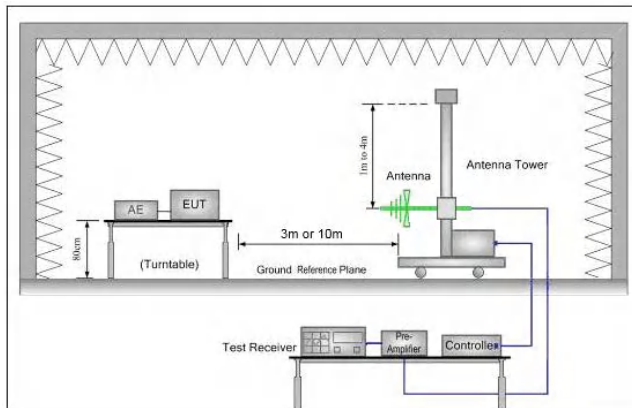 1m to 4m
Antenna
Antenna Tower
AE
EUT
80cm
(Turntable)
3m or 10m
Ground Reference Plane
Test Receiver
Pre-
Amplifier
Controller